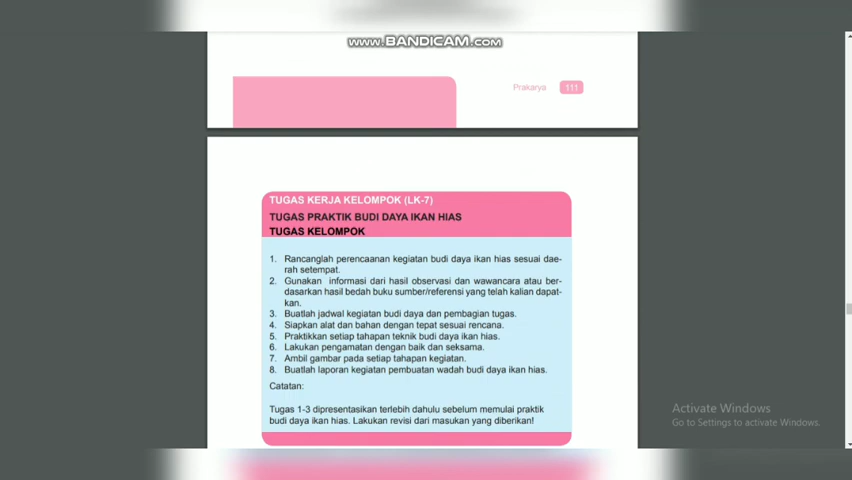 www.BANDICAM.com
Prakarya 111
TUGAS KERJA KELOMPOK (LK-7)
TUGAS PRAKTIK BUDI DAYA IKAN HIAS
TUGAS KELOMPOK
1. Rancanglah perencanaan kegiatan budi daya ikan hias sesuai dae-
rah setempat.
2. Gunakan informasi dari hasil observasi dan wawancara atau ber-
dasarkan hasil bedah buku sumber/referensi yang telah kalian dapat-
kan.
3. Buatlah jadwal kegiatan budi daya dan pembagian tugas.
4. Siapkan alat dan bahan dengan tepat sesuai rencana.
5. Praktikkan setiap tahapan teknik budi daya ikan hias.
6. Lakukan pengamatan dengan baik dan seksama.
7. Ambil gambar pada setiap tahapan kegiatan.
8. Buatlah laporan kegiatan pembuatan wadah budi daya ikan hias.
Catatan:
Tugas 1-3 dipresentasikan terlebih dahulu sebelum memulai praktik
budi daya ikan hias. Lakukan revisi dari masukan yang diberikan!
Activate Windows
Go to Settings to activate Windows.